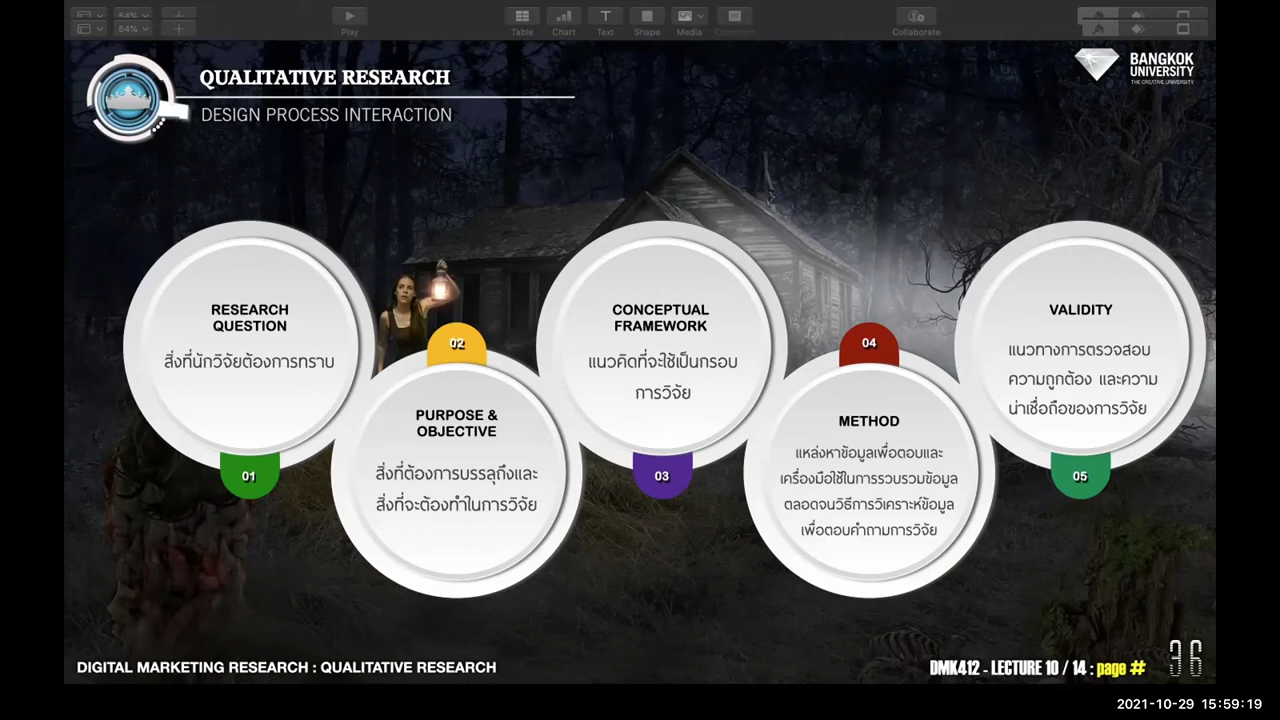 54%
54%
Play
Table
Chart
Text
Shape
Media
Collaborate
QUALITATIVE RESEARCH
DESIGN PROCESS INTERACTION
BANGKOK
UNIVERSITY
THE CREATIVE UNIVERSITY
RESEARCH
QUESTION
สิ่งที่นักวิจัยต้องการทราบ
01
02
PURPOSE &
OBJECTIVE
สิ่งที่ต้องการบรรลุถึงและ
สิ่งที่จะต้องทำในการวิจัย
CONCEPTUAL
FRAMEWORK
แนวคิดที่จะใช้เป็นกรอบ
การวิจัย
03
04
METHOD
แหล่งหาข้อมูลเพื่อตอบและ
เครื่องมือใช้ในการรวบรวมข้อมูล
ตลอดจนวิธีการวิเคราะห์ข้อมูล
เพื่อตอบคำถามการวิจัย
VALIDITY
แนวทางการตรวจสอบ
ความถูกต้อง และความ
น่าเชื่อถือของการวิจัย
05
DIGITAL MARKETING RESEARCH : QUALITATIVE RESEARCH
DMK412 - LECTURE 10 / 14 : page # 36
2021-10-29 15:59:19